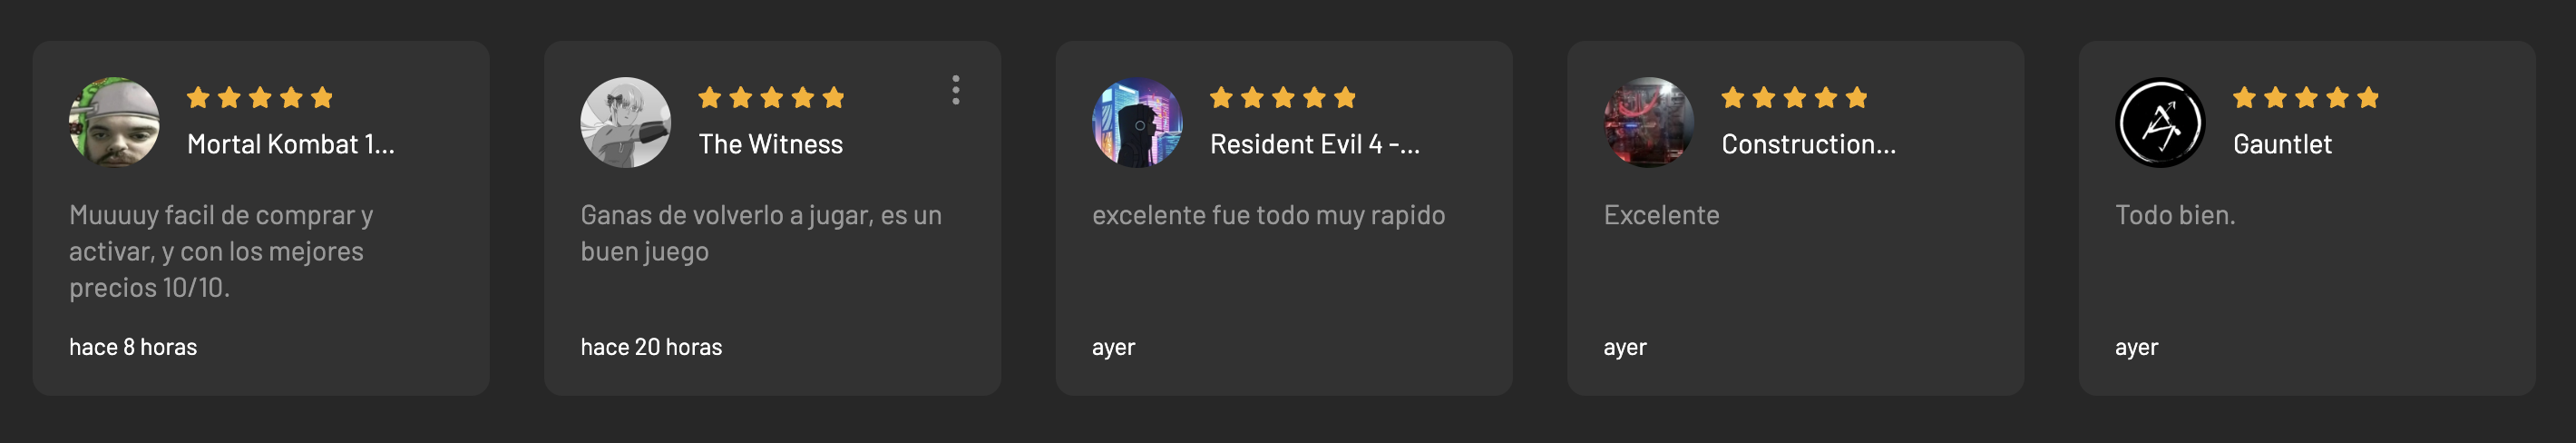 Mortal Kombat 1...
Muuuuy facil de comprar y
activar, y con los mejores
precios 10/10.
hace 8 horas
The Witness
Ganas de volverlo a jugar, es un
buen juego
hace 20 horas
Resident Evil 4 -...
excelente fue todo muy rapido
ayer
Construction...
Excelente
ayer
Gauntlet
Todo bien.
ayer